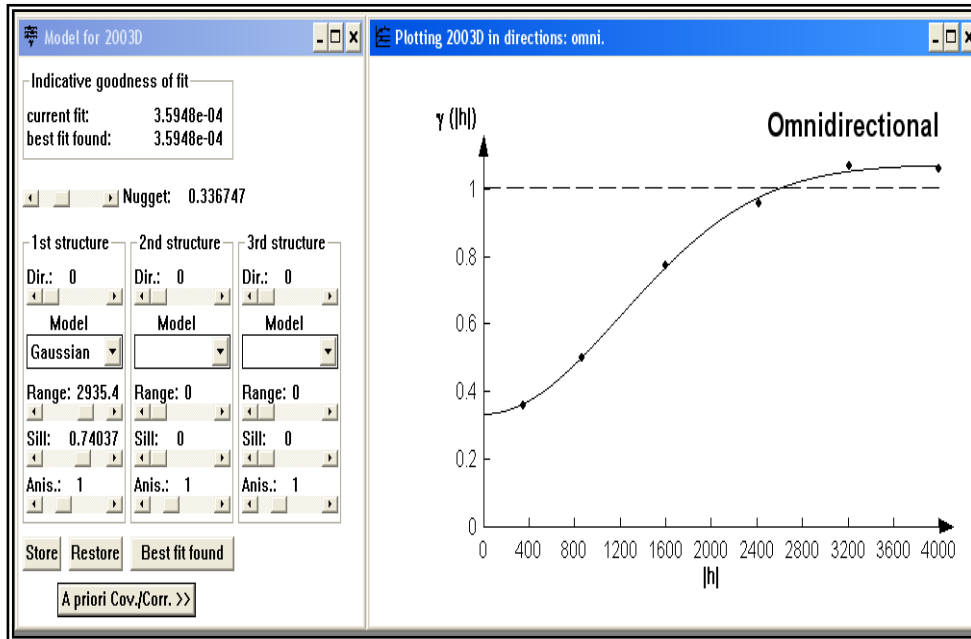 Model for 2003D
Indicative goodness of fit
current fit: 3.5948e-04
best fit found: 3.5948e-04
Nugget: 0.336747
1st structure 2nd structure 3rd structure
Dir.: 0 Dir.: 0 Dir.: 0
Model Model Model
Gaussian
Range: 2935.4 Range: 0 Range: 0
Sill: 0.74037 Sill: 0 Sill: 0
Anis.: 1 Anis.: 1 Anis.: 1
Store Restore Best fit found
A priori Cov./Corr. >>
Plotting 2003D in directions: omni.
γ (|h|)
Omnidirectional
1
0.8
0.6
0.4
0.2
0
0 400 800 1200 1600 2000 2400 2800 3200 3600 4000
|h|